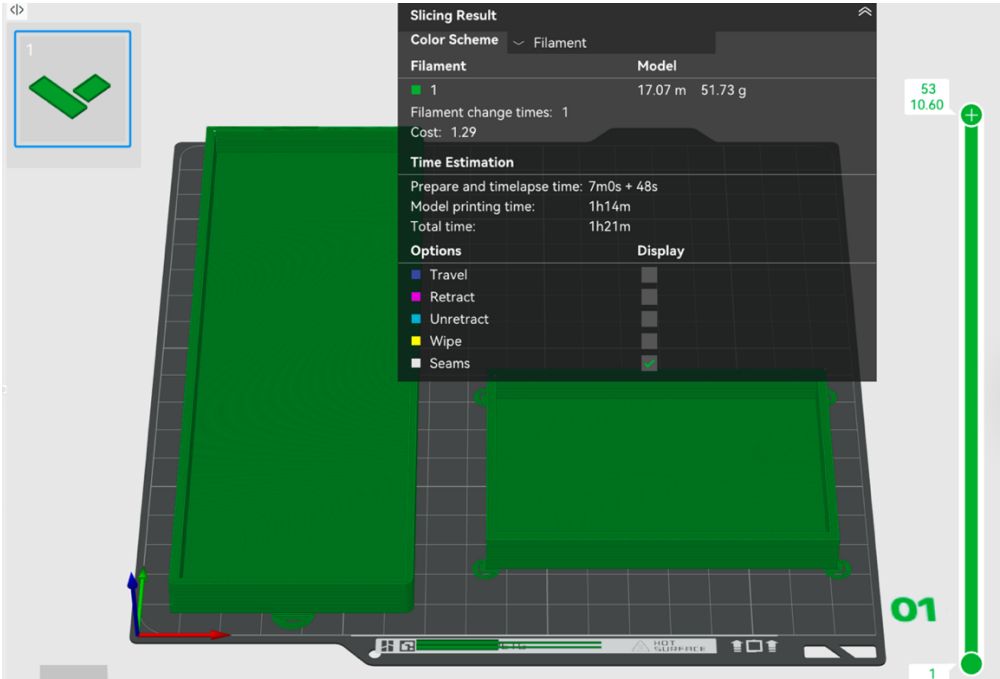 1
Slicing Result
Color Scheme Filament
Filament Model
1 17.07 m 51.73 g
Filament change times: 1
Cost: 1.29
Time Estimation
Prepare and timelapse time: 7m0s + 48s
Model printing time: 1h14m
Total time: 1h21m
Options Display
Travel
Retract
Unretract
Wipe
Seams
53
10.60
01
HOT
SURFACE
1